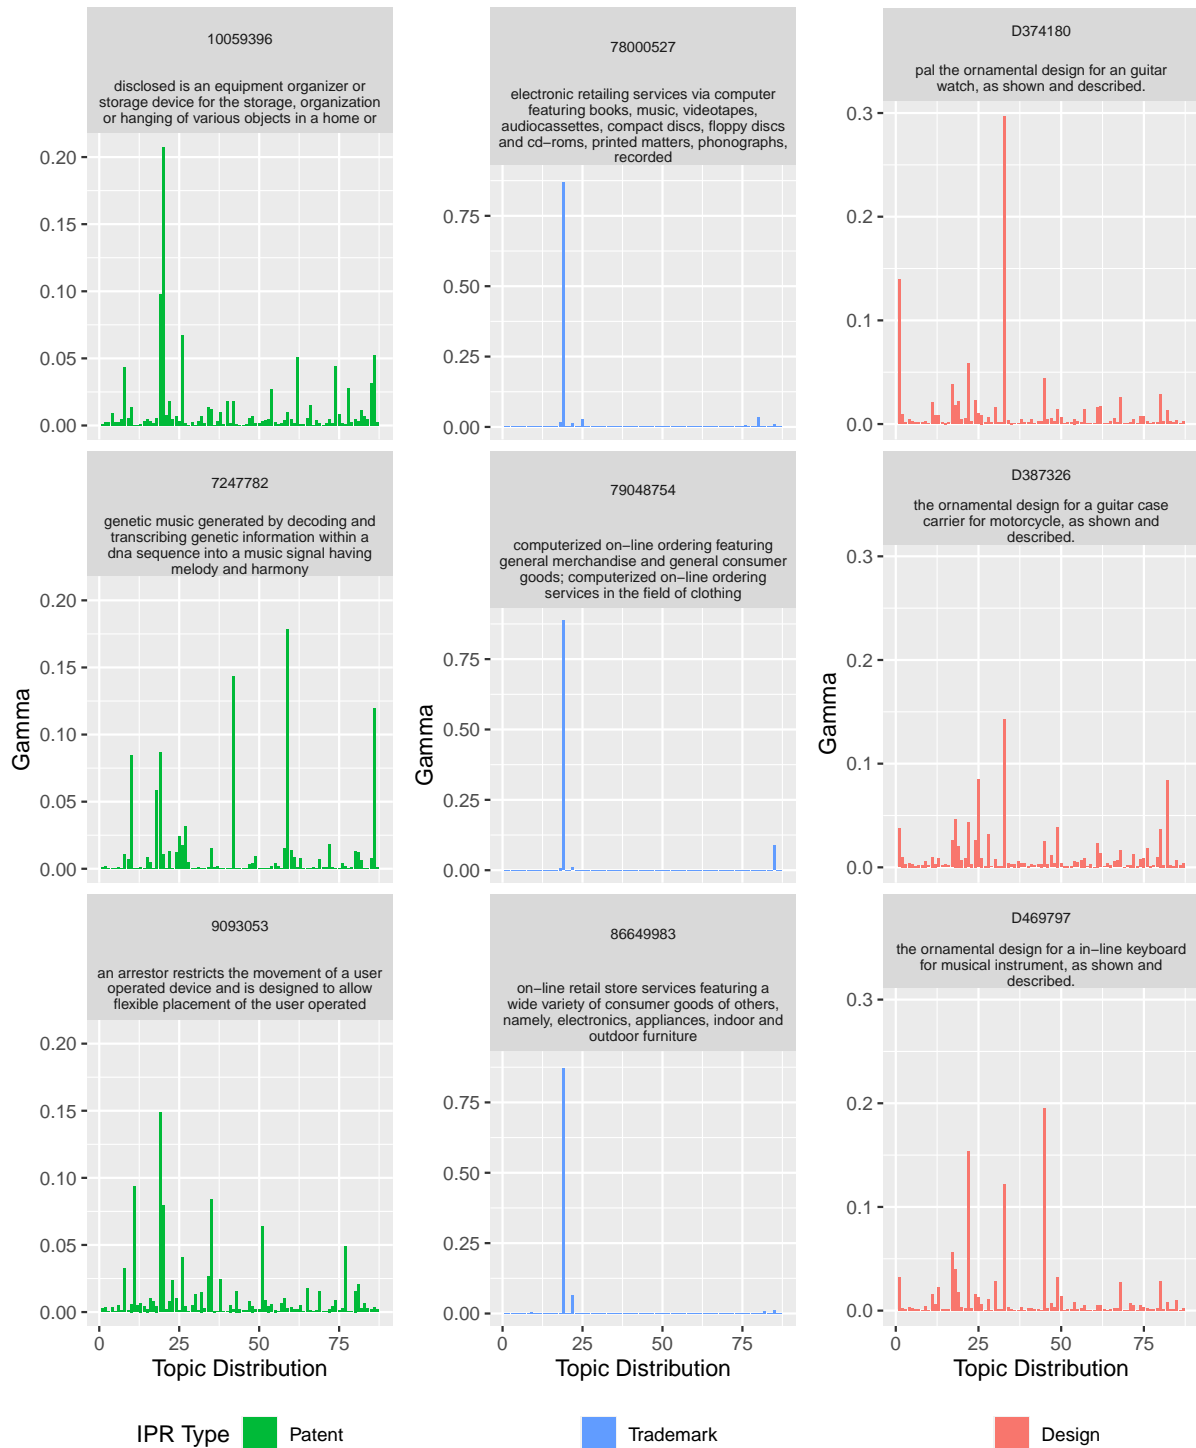 10059396
disclosed is an equipment organizer or
storage device for the storage, organization
or hanging of various objects in a home or
0.20
0.15
0.10
0.05
0.00
78000527
electronic retailing services via computer
featuring books, music, videotapes,
audiocassettes, compact discs, floppy discs
and cd−roms, printed matters, phonographs,
recorded
0.75
0.50
0.25
0.00
D374180
pal the ornamental design for an guitar
watch, as shown and described.
0.3
0.2
0.1
0.0
7247782
genetic music generated by decoding and
transcribing genetic information within a
dna sequence into a music signal having
melody and harmony
0.20
0.15
0.10
0.05
0.00
Gamma
79048754
computerized on−line ordering featuring
general merchandise and general consumer
goods; computerized on−line ordering
services in the field of clothing
0.75
0.50
0.25
0.00
Gamma
D387326
the ornamental design for a guitar case
carrier for motorcycle, as shown and
described.
0.3
0.2
0.1
0.0
Gamma
9093053
an arrestor restricts the movement of a user
operated device and is designed to allow
flexible placement of the user operated
0.20
0.15
0.10
0.05
0.00
0 25 50 75
Topic Distribution
86649983
on−line retail store services featuring a
wide variety of consumer goods of others,
namely, electronics, appliances, indoor and
outdoor furniture
0.75
0.50
0.25
0.00
0 25 50 75
Topic Distribution
D469797
the ornamental design for a in−line keyboard
for musical instrument, as shown and
described.
0.3
0.2
0.1
0.0
0 25 50 75
Topic Distribution
IPR Type Patent Trademark Design